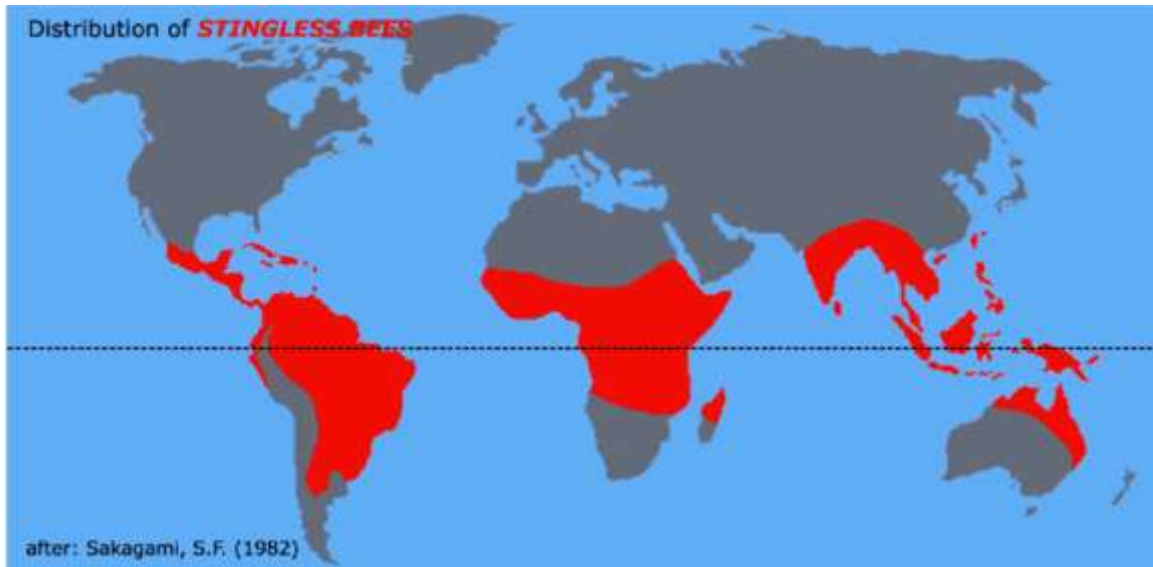 Distribution of STINGLESS BEES
after: Sakagami, S.F. (1982)